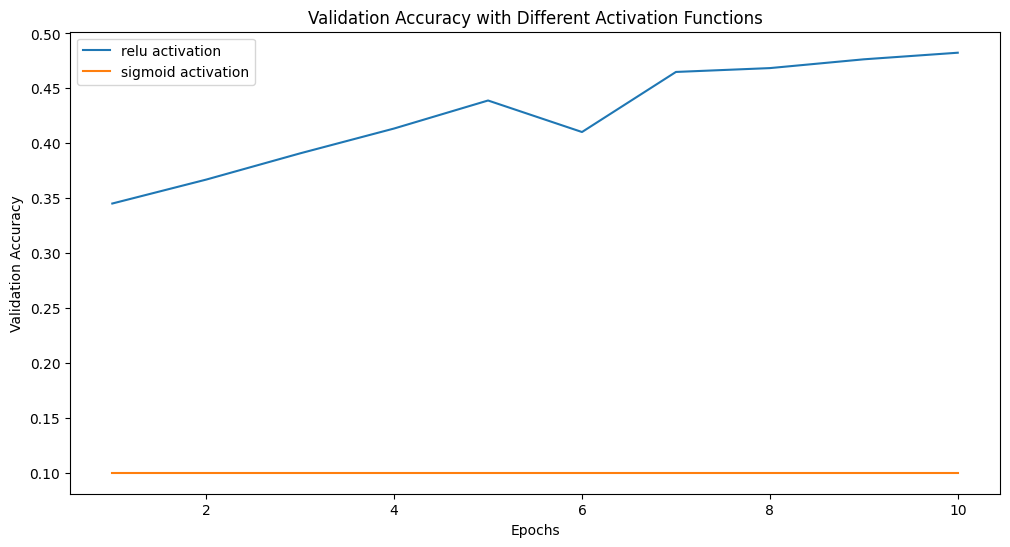 Validation Accuracy with Different Activation Functions
relu activation
sigmoid activation
Validation Accuracy
0.50
0.45
0.40
0.35
0.30
0.25
0.20
0.15
0.10
2
4
6
8
10
Epochs